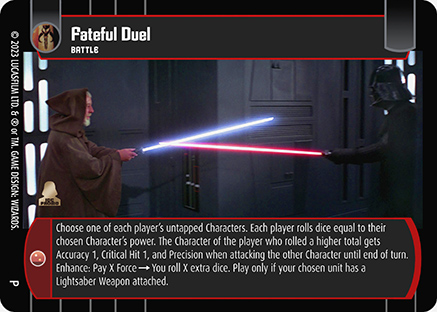 Fateful Duel
BATTLE
© 2023 LUCASFILM LTD. & ® or TM. GAME DESIGN: WIZARDS.
Choose one of each player's untapped Characters. Each player rolls dice equal to their
chosen Character's power. The Character of the player who rolled a higher total gets
Accuracy 1, Critical Hit 1, and Precision when attacking the other Character until end of turn.
Enhance: Pay X Force → You roll X extra dice. Play only if your chosen unit has a
Lightsaber Weapon attached.
P